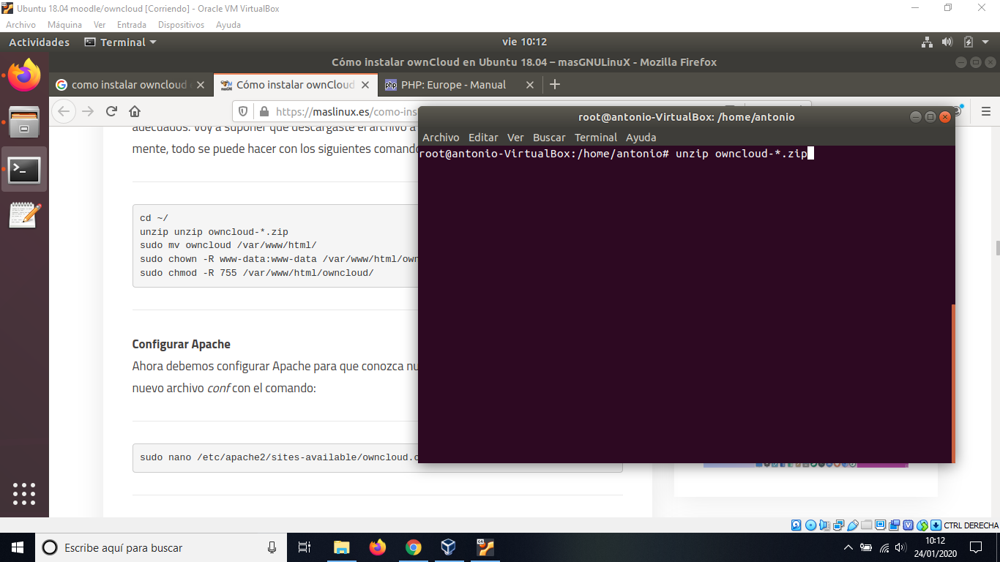 Ubuntu 18.04 moodle/owncloud [Corriendo] - Oracle VM VirtualBox
Archivo Máquina Ver Entrada Dispositivos Ayuda
Actividades Terminal vie 10:12
Cómo instalar ownCloud en Ubuntu 18.04 – masGNULinuX - Mozilla Firefox
como instalar owncloud
Cómo instalar ownCloud
php PHP: Europe - Manual
https://maslinux.es/como-ins
adecuados. Voy a suponer que descargaste el archivo a
mente, todo se puede hacer con los siguientes comando
cd ~/
unzip unzip owncloud-*.zip
sudo mv owncloud /var/www/html/
sudo chown -R www-data:www-data /var/www/html/own
sudo chmod -R 755 /var/www/html/owncloud/
Configurar Apache
Ahora debemos configurar Apache para que conozca nu
nuevo archivo conf con el comando:
sudo nano /etc/apache2/sites-available/owncloud.c
root@antonio-VirtualBox: /home/antonio
Archivo Editar Ver Buscar Terminal Ayuda
root@antonio-VirtualBox:/home/antonio# unzip owncloud-*.zip
CTRL DERECHA
Escribe aquí para buscar
10:12
24/01/2020